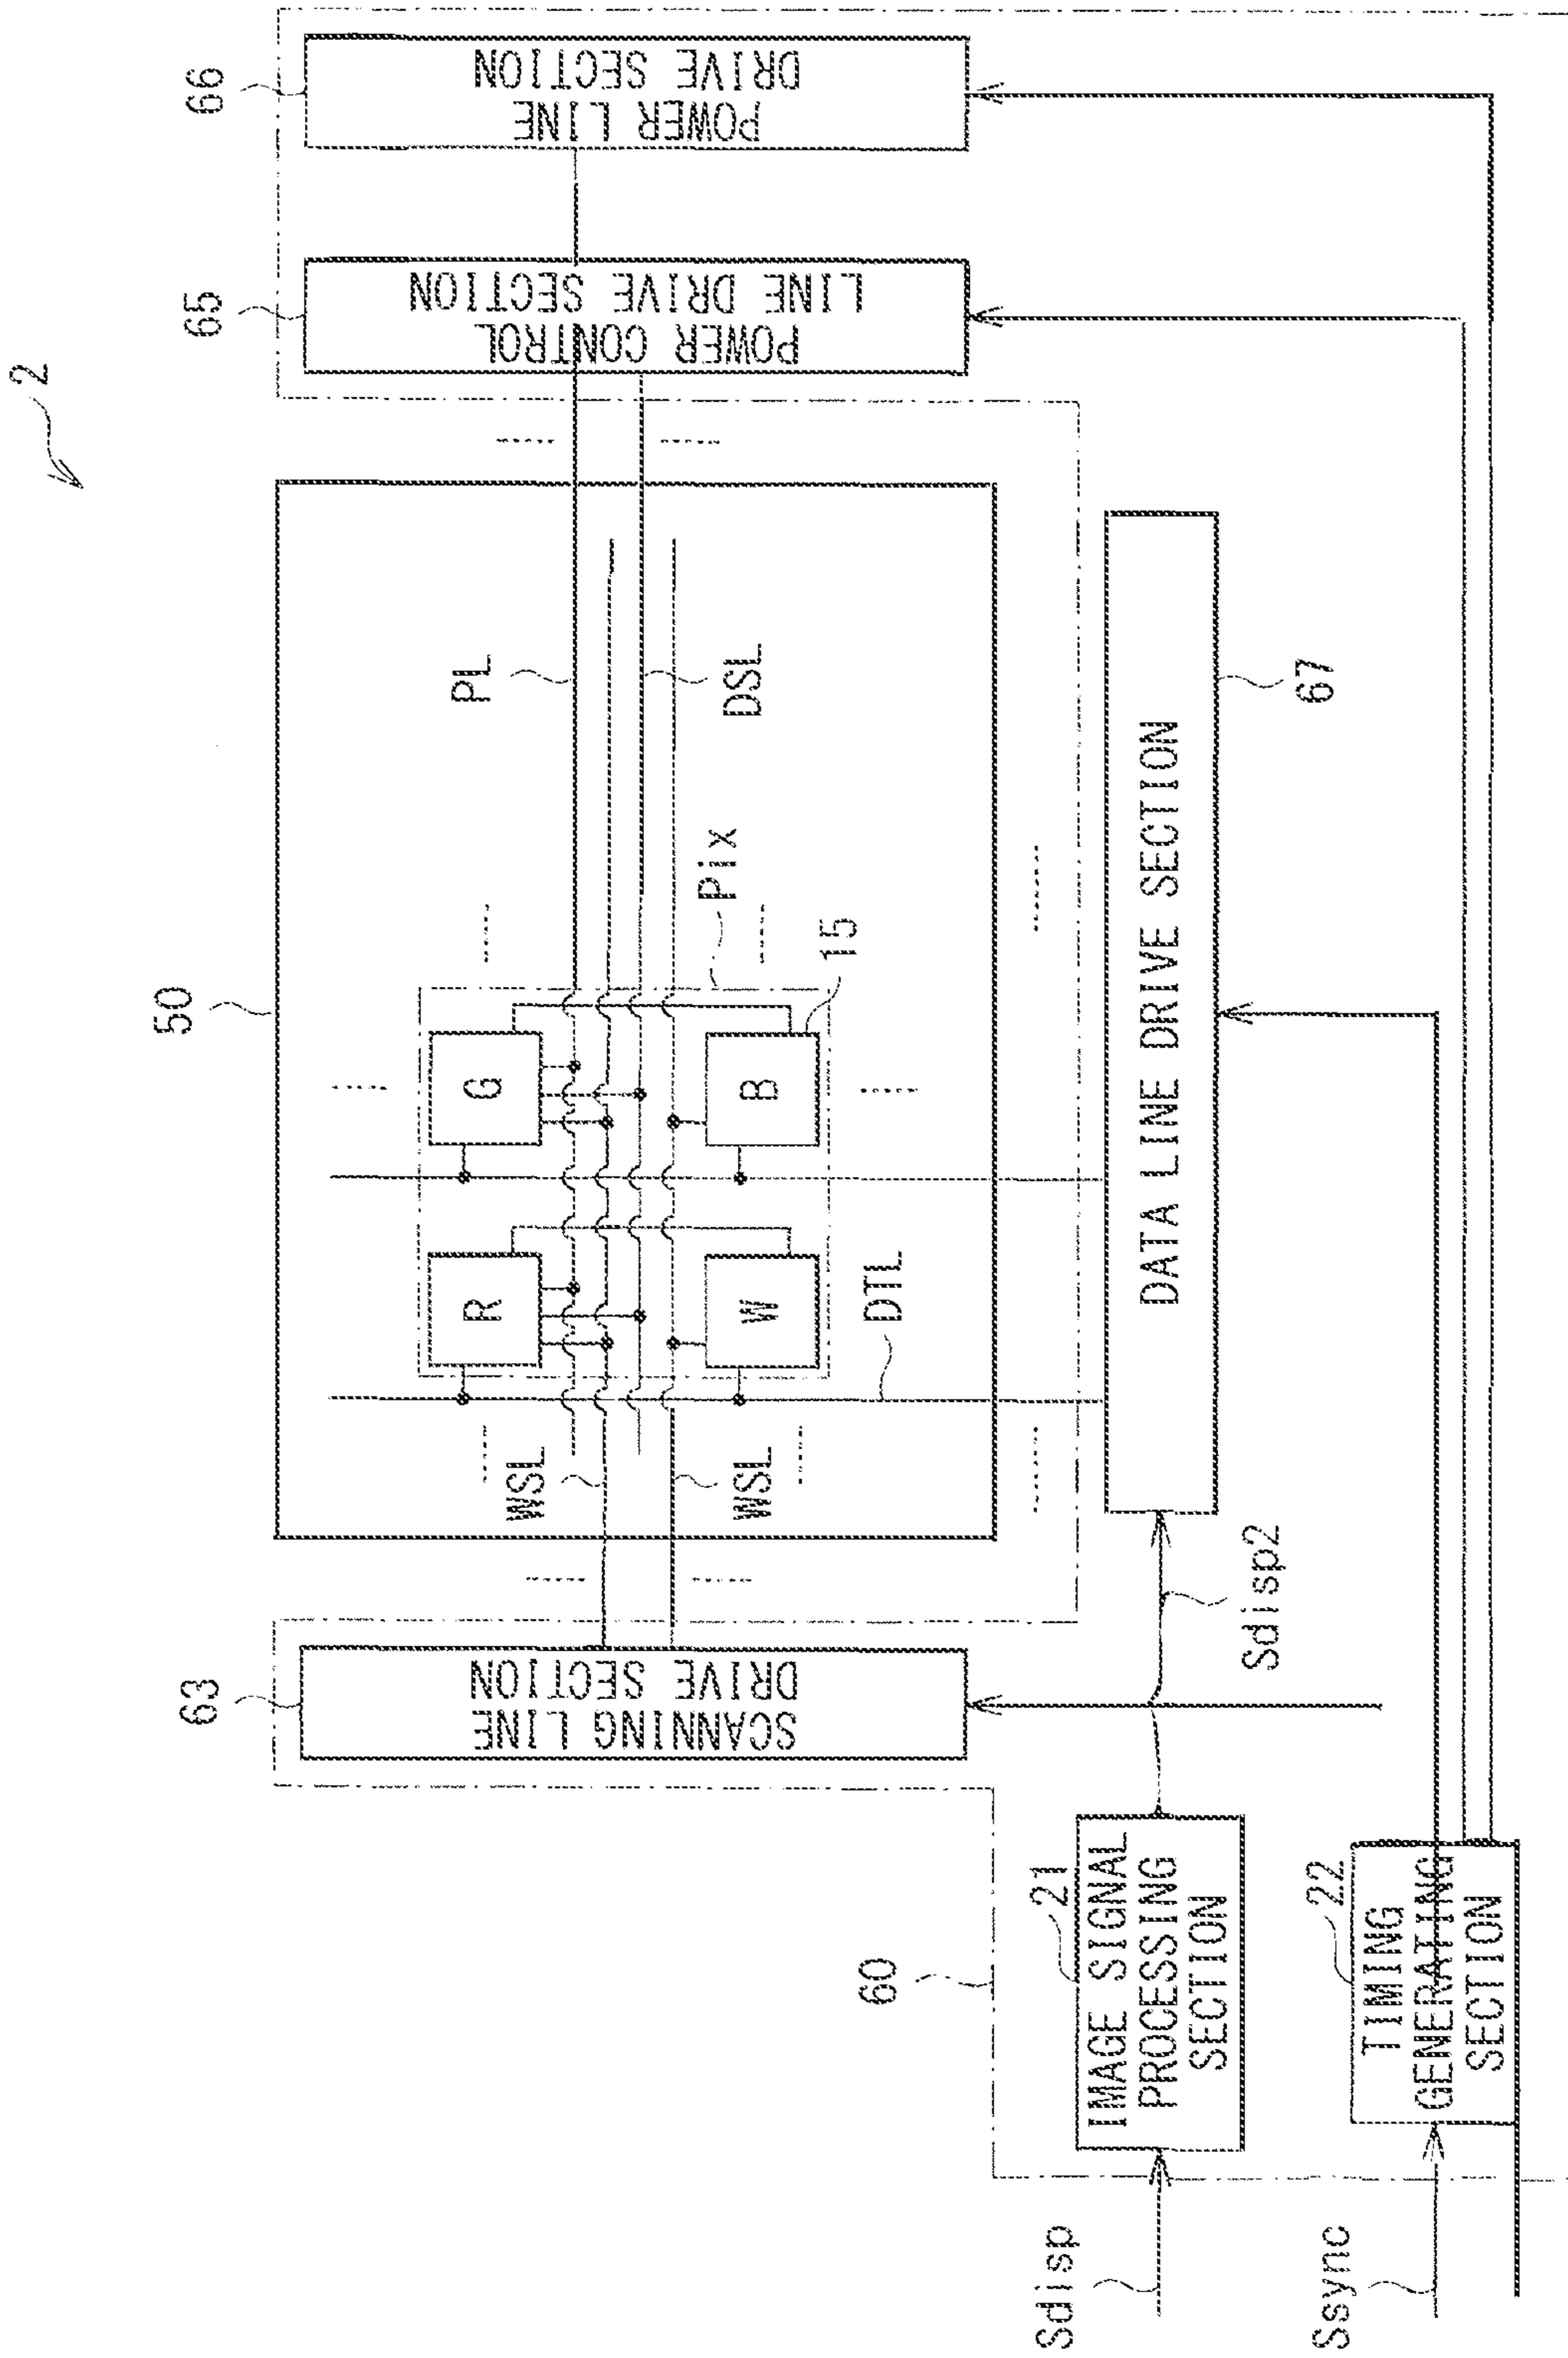 2
50
63
SCANNING LINE
DRIVE SECTION
65
POWER CONTROL
LINE DRIVE SECTION
66
POWER LINE
DRIVE SECTION
WSL
WSL
PL
DSL
R
G
W
B
Pix
15
DTL
60
21
IMAGE SIGNAL
PROCESSING
SECTION
Sdisp
Sdisp2
DATA LINE DRIVE SECTION
67
22
TIMING
GENERATING
SECTION
Ssync